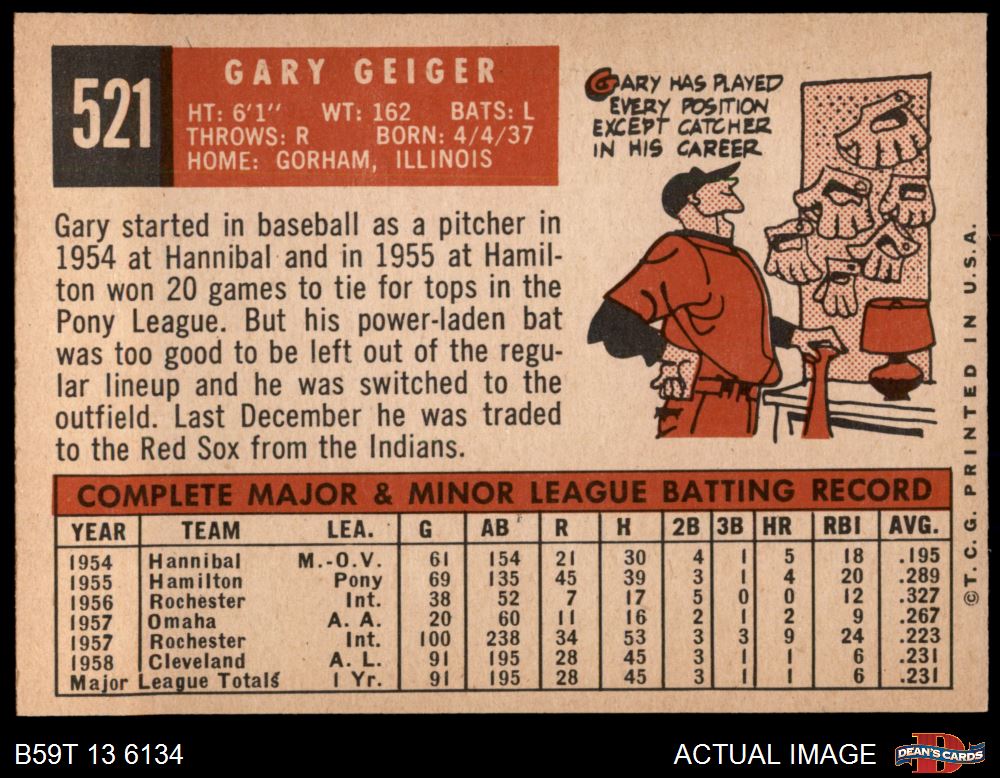 521
GARY GEIGER
HT: 6'1'' WT: 162 BATS: L
THROWS: R BORN: 4/4/37
HOME: GORHAM, ILLINOIS
GARY HAS PLAYED
EVERY POSITION
EXCEPT CATCHER
IN HIS CAREER
Gary started in baseball as a pitcher in
1954 at Hannibal and in 1955 at Hamil-
ton won 20 games to tie for tops in the
Pony League. But his power-laden bat
was too good to be left out of the regu-
lar lineup and he was switched to the
outfield. Last December he was traded
to the Red Sox from the Indians.
COMPLETE MAJOR & MINOR LEAGUE BATTING RECORD
YEAR TEAM LEA. G AB R H 2B 3B HR RBI AVG.
1954 Hannibal M.-O.V. 61 154 21 30 4 1 5 18 .195
1955 Hamilton Pony 69 135 45 39 3 1 4 20 .289
1956 Rochester Int. 38 52 7 17 5 0 0 12 .327
1957 Omaha A. A. 20 60 11 16 2 1 2 9 .267
1957 Rochester Int. 100 238 34 53 3 3 9 24 .223
1958 Cleveland A. L. 91 195 28 45 3 1 1 6 .231
Major League Totals 1 Yr. 91 195 28 45 3 1 1 6 .231
©T. C. G. PRINTED IN U.S.A.
B59T 13 6134
ACTUAL IMAGE
DEAN'S CARDS